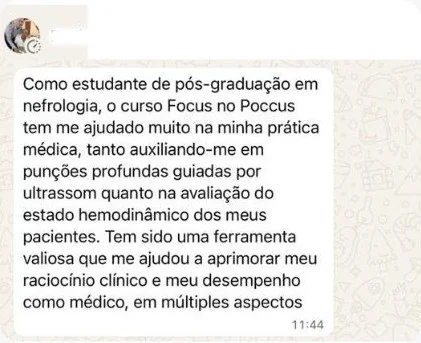 Como estudante de pós-graduação em
nefrologia, o curso Focus no Poccus
tem me ajudado muito na minha prática
médica, tanto auxiliando-me em
punções profundas guiadas por
ultrassom quanto na avaliação do
estado hemodinâmico dos meus
pacientes. Tem sido uma ferramenta
valiosa que me ajudou a aprimorar meu
raciocínio clínico e meu desempenho
como médico, em múltiplos aspectos
11:44